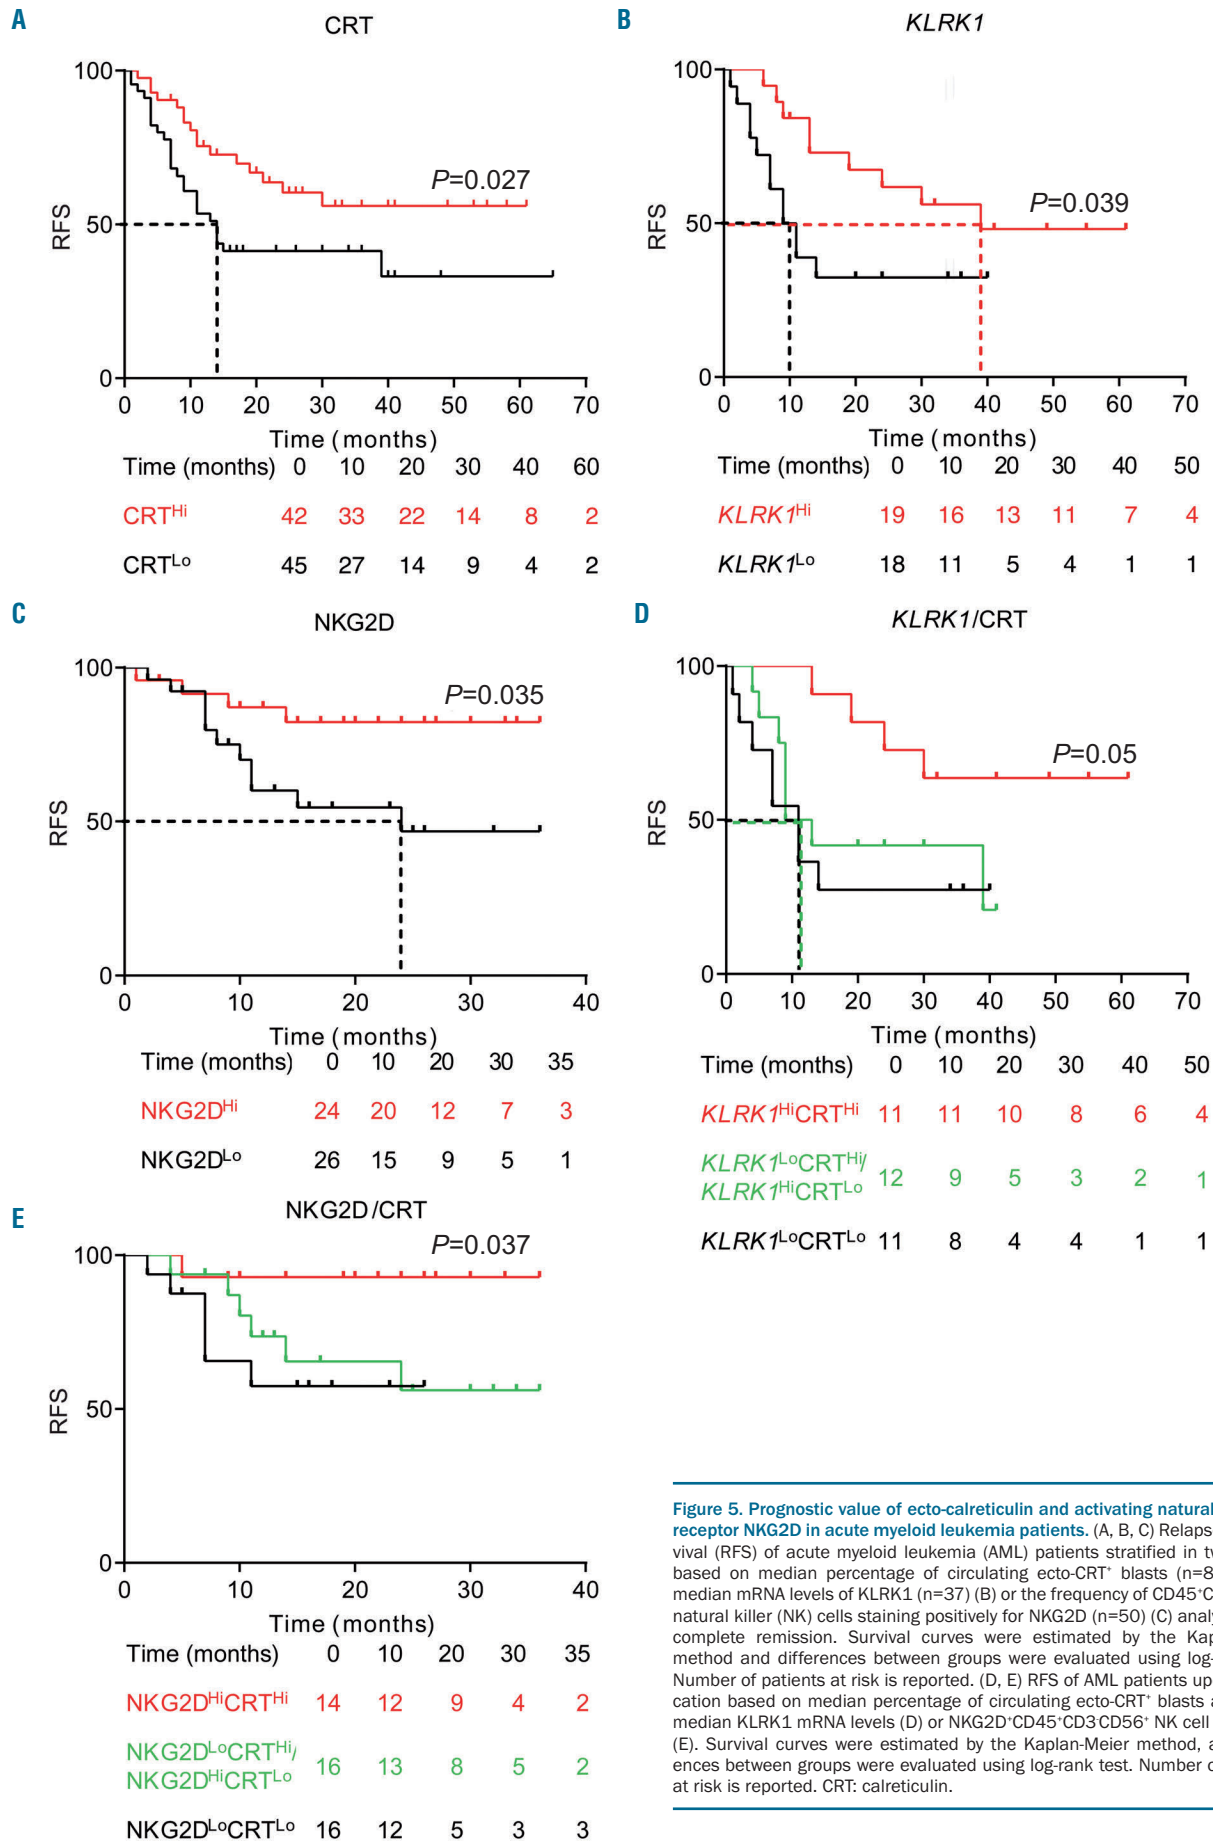 A
CRT
100
50
0
RFS
P=0.027
0 10 20 30 40 50 60 70
Time (months)
Time (months) 0 10 20 30 40 60
CRTHi 42 33 22 14 8 2
CRTLo 45 27 14 9 4 2
B
KLRK1
100
50
0
RFS
P=0.039
0 10 20 30 40 50 60 70
Time (months)
Time (months) 0 10 20 30 40 50
KLRK1Hi 19 16 13 11 7 4
KLRK1Lo 18 11 5 4 1 1
C
NKG2D
100
50
0
RFS
P=0.035
0 10 20 30 40
Time (months)
Time (months) 0 10 20 30 35
NKG2DHi 24 20 12 7 3
NKG2DLo 26 15 9 5 1
D
KLRK1/CRT
100
50
0
RFS
P=0.05
0 10 20 30 40 50 60 70
Time (months)
Time (months) 0 10 20 30 40 50
KLRK1HiCRTHi 11 11 10 8 6 4
KLRK1LoCRTHi/
KLRK1HiCRTLo 12 9 5 3 2 1
KLRK1LoCRTLo 11 8 4 4 1 1
E
NKG2D/CRT
100
50
0
RFS
P=0.037
0 10 20 30 40
Time (months)
Time (months) 0 10 20 30 35
NKG2DHiCRTHi 14 12 9 4 2
NKG2DLoCRTHi/
NKG2DHiCRTLo 16 13 8 5 2
NKG2DLoCRTLo 16 12 5 3 3
Figure 5. Prognostic value of ecto-calreticulin and activating natural
receptor NKG2D in acute myeloid leukemia patients. (A, B, C) Relaps
vival (RFS) of acute myeloid leukemia (AML) patients stratified in tw
based on median percentage of circulating ecto-CRT+ blasts (n=8
median mRNA levels of KLRK1 (n=37) (B) or the frequency of CD45+C
natural killer (NK) cells staining positively for NKG2D (n=50) (C) analy
complete remission. Survival curves were estimated by the Kap
method and differences between groups were evaluated using log-
Number of patients at risk is reported. (D, E) RFS of AML patients up
cation based on median percentage of circulating ecto-CRT+ blasts a
median KLRK1 mRNA levels (D) or NKG2D+CD45+CD3-CD56+ NK cell
(E). Survival curves were estimated by the Kaplan-Meier method, a
ences between groups were evaluated using log-rank test. Number o
at risk is reported. CRT: calreticulin.